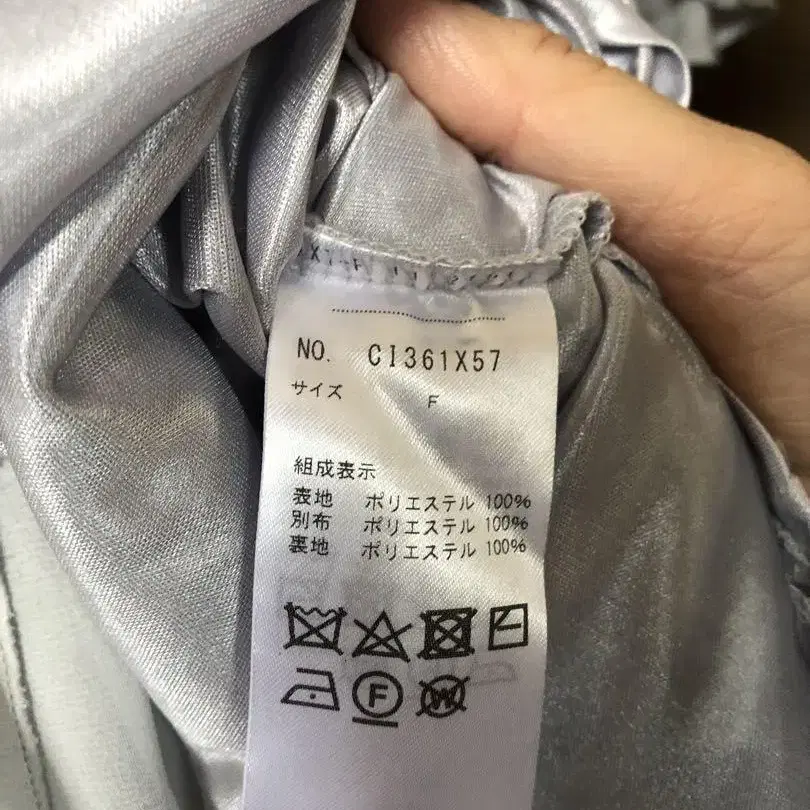 NO. CI361X57
サイズ F
組成表示
表地 ポリエステル 100%
別布 ポリエステル 100%
裏地 ポリエステル 100%
F W